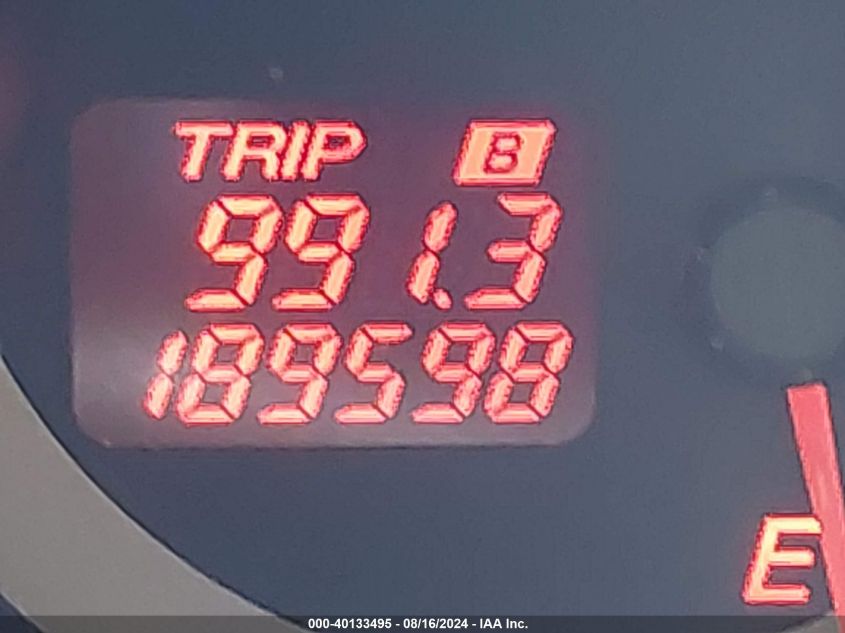 TRIP B
991.3
189598
E
000-40133495 - 08/16/2024 - IAA Inc.